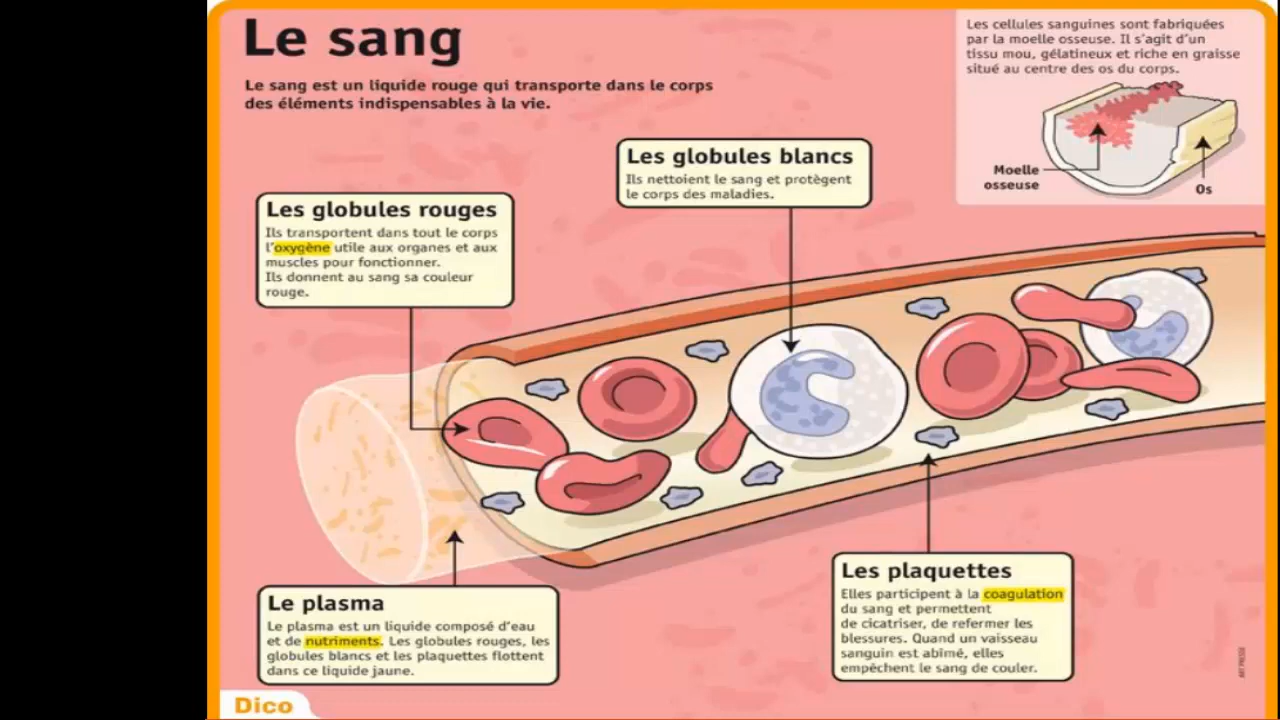 Le sang
Le sang est un liquide rouge qui transporte dans le corps
des éléments indispensables à la vie.
Les cellules sanguines sont fabriquées
par la moelle osseuse. Il s'agit d'un
tissu mou, gélatineux et riche en graisse
situé au centre des os du corps.
Moelle
osseuse
Os
Les globules blancs
Ils nettoient le sang et protègent
le corps des maladies.
Les globules rouges
Ils transportent dans tout le corps
l'oxygène utile aux organes et aux
muscles pour fonctionner.
Ils donnent au sang sa couleur
rouge.
Le plasma
Le plasma est un liquide composé d'eau
et de nutriments. Les globules rouges, les
globules blancs et les plaquettes flottent
dans ce liquide jaune.
Les plaquettes
Elles participent à la coagulation
du sang et permettent
de cicatriser, de refermer les
blessures. Quand un vaisseau
sanguin est abîmé, elles
empêchent le sang de couler.
ART PRESSE
Dico